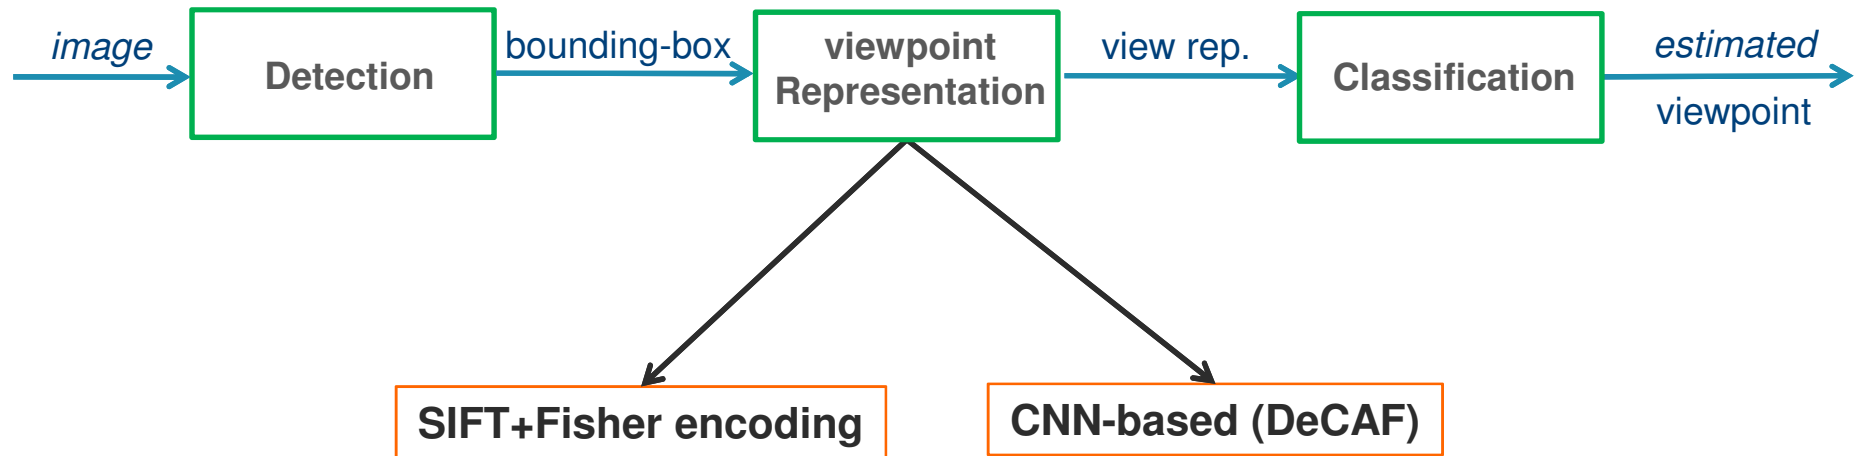 image
Detection
bounding-box
viewpoint
Representation
view rep.
Classification
estimated
viewpoint
SIFT+Fisher encoding
CNN-based (DeCAF)